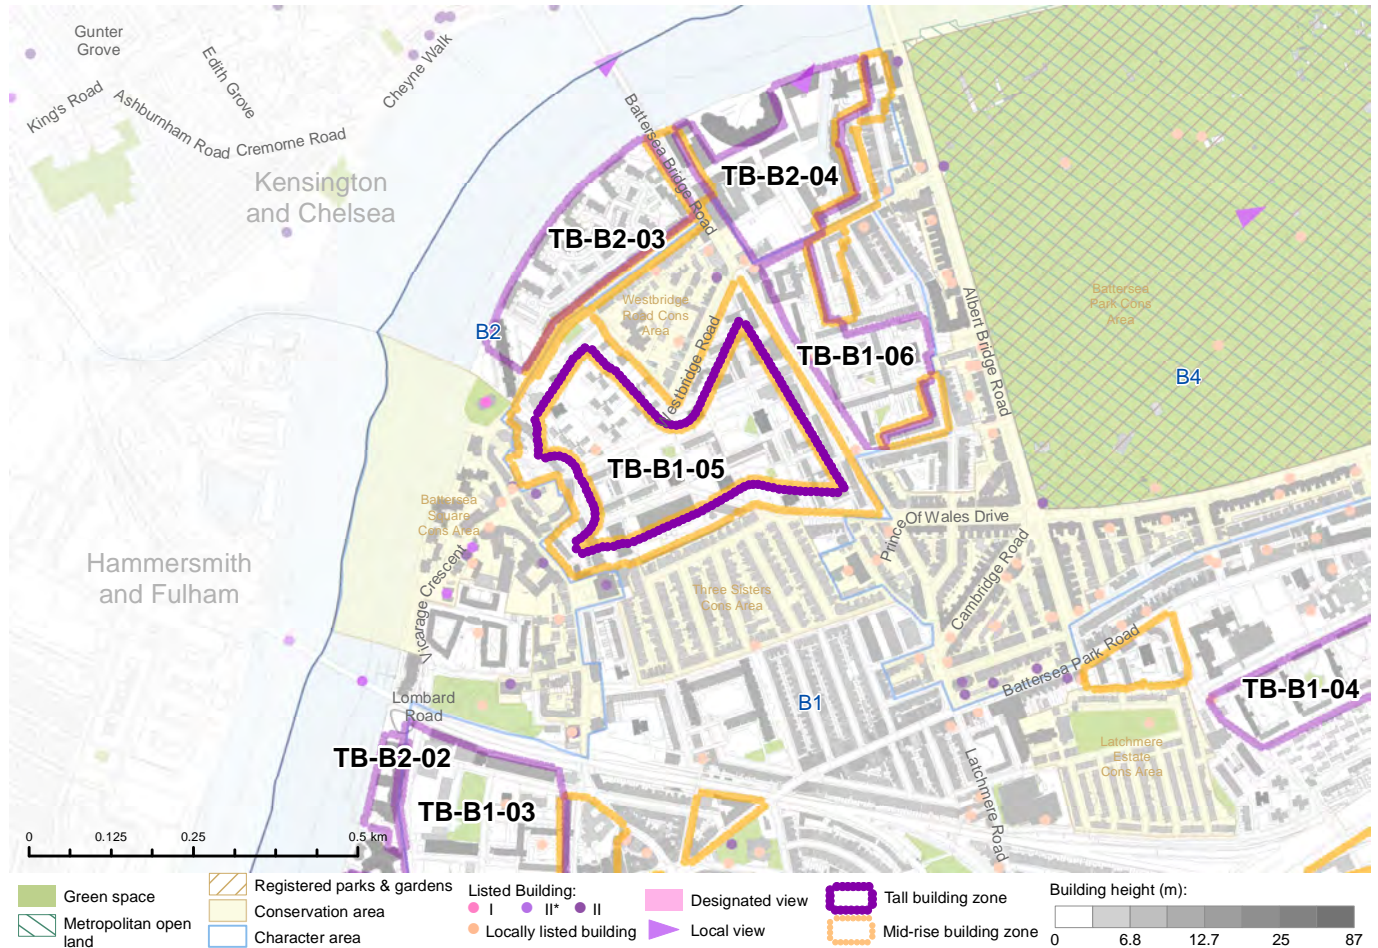 Gunter
Grove
Edith Grove
Cheyne Walk
King's Road
Ashburnham Road
Cremorne Road
Kensington
and Chelsea
Battersea Bridge Road
TB-B2-04
TB-B2-03
Westbridge
Road Cons
Area
Battersea
Park Cons
Area
Albert Bridge Road
B2
Westbridge Road
TB-B1-06
B4
TB-B1-05
Battersea
Square
Cons Area
Prince Of Wales Drive
Hammersmith
and Fulham
Vicarage Crescent
Three Sisters
Cons Area
Cambridge Road
Battersea Park Road
Lombard
Road
B1
TB-B1-04
TB-B2-02
Latchmere
Estate
Cons Area
Latchmere Road
TB-B1-03
0 0.125 0.25 0.5 km
Green space
Metropolitan open
land
Registered parks & gardens
Conservation area
Character area
Listed Building:
I II* II
Locally listed building
Designated view
Local view
Tall building zone
Mid-rise building zone
Building height (m):
0 6.8 12.7 25 87